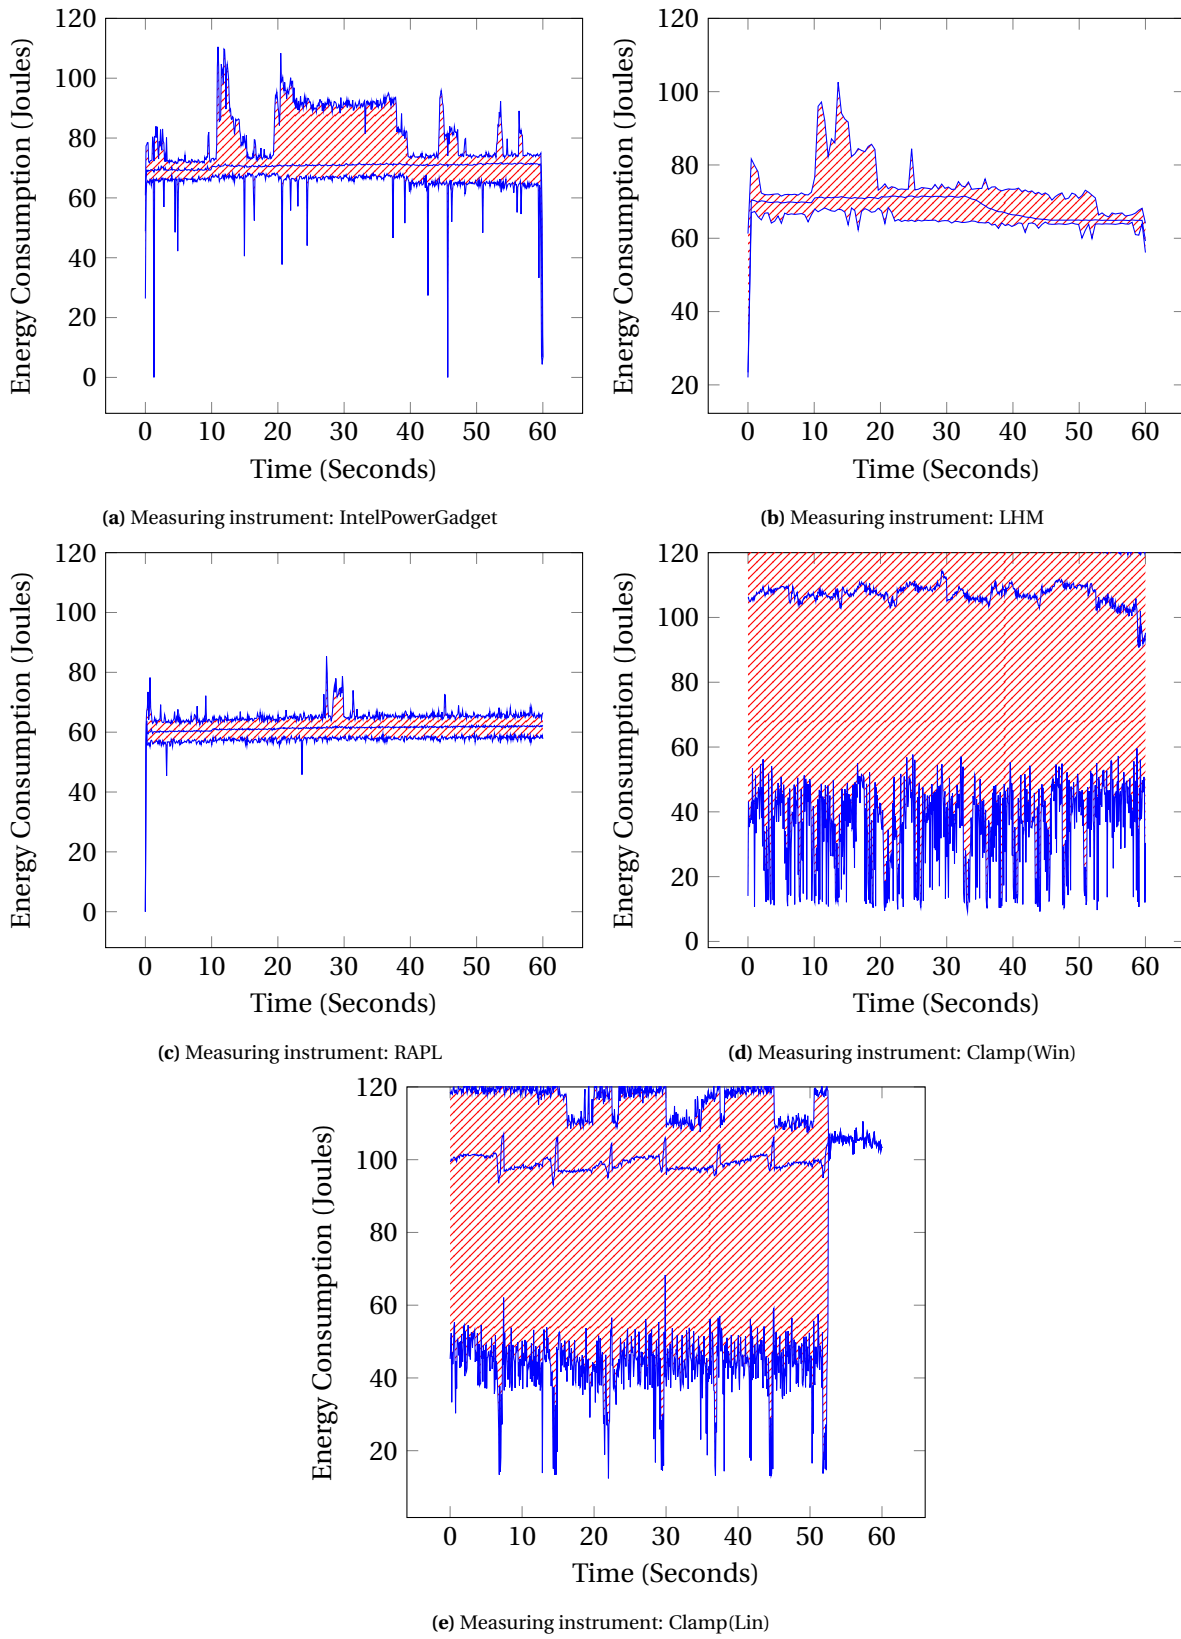 120
100
80
60
40
20
0
Energy Consumption (Joules)
0 10 20 30 40 50 60
Time (Seconds)
(a) Measuring instrument: IntelPowerGadget
120
100
80
60
40
20
Energy Consumption (Joules)
0 10 20 30 40 50 60
Time (Seconds)
(b) Measuring instrument: LHM
120
100
80
60
40
20
0
Energy Consumption (Joules)
0 10 20 30 40 50 60
Time (Seconds)
(c) Measuring instrument: RAPL
120
100
80
60
40
20
0
Energy Consumption (Joules)
0 10 20 30 40 50 60
Time (Seconds)
(d) Measuring instrument: Clamp(Win)
120
100
80
60
40
20
Energy Consumption (Joules)
0 10 20 30 40 50 60
Time (Seconds)
(e) Measuring instrument: Clamp(Lin)